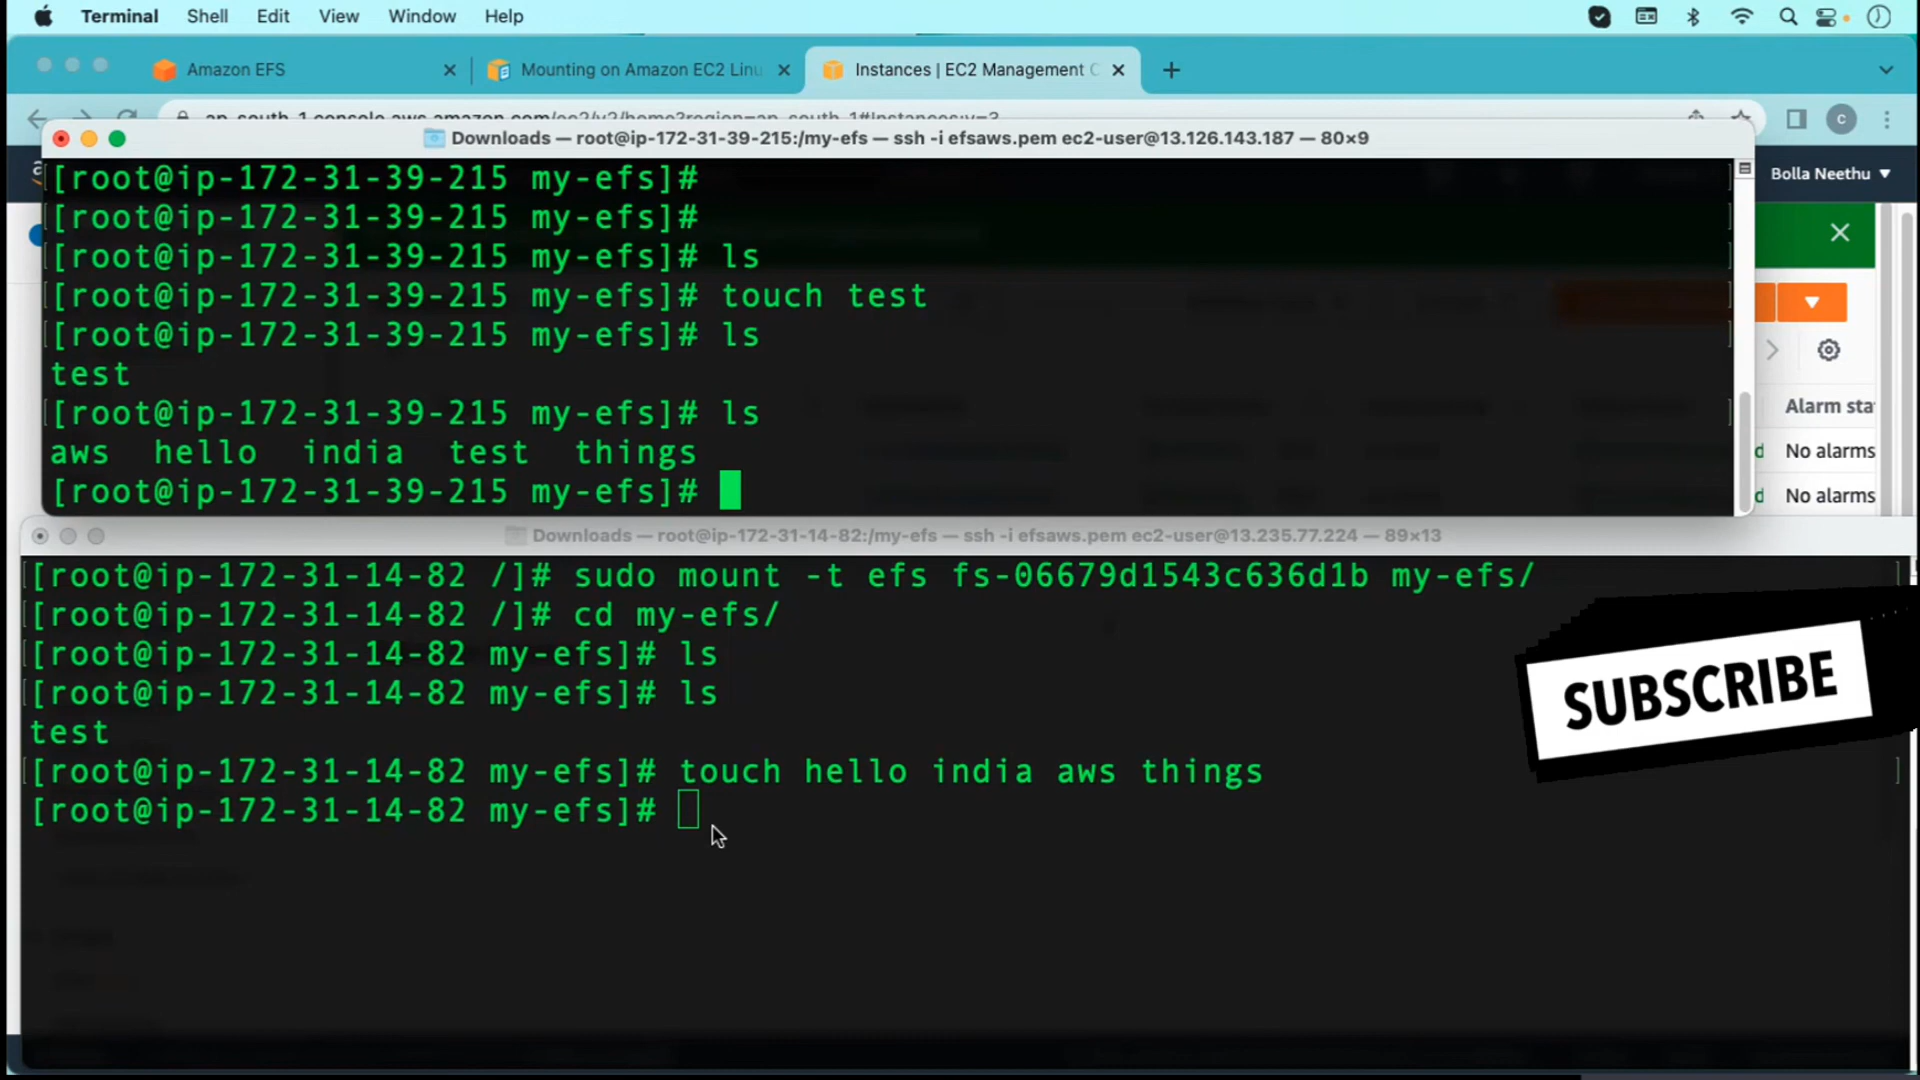 Terminal Shell Edit View Window Help
Amazon EFS
Mounting on Amazon EC2 Linu
Instances | EC2 Management C
C
Downloads — root@ip-172-31-39-215:/my-efs — ssh -i efsaws.pem ec2-user@13.126.143.187 — 80×9
Bolla Neethu
[root@ip-172-31-39-215 my-efs]#
[root@ip-172-31-39-215 my-efs]#
[root@ip-172-31-39-215 my-efs]# ls
[root@ip-172-31-39-215 my-efs]# touch test
[root@ip-172-31-39-215 my-efs]# ls
test
[root@ip-172-31-39-215 my-efs]# ls
aws hello india test things
[root@ip-172-31-39-215 my-efs]#
Alarm sta
No alarms
No alarms
Downloads — root@ip-172-31-14-82:/my-efs — ssh -i efsaws.pem ec2-user@13.235.77.224 — 89×13
[root@ip-172-31-14-82 /]# sudo mount -t efs fs-06679d1543c636d1b my-efs/
[root@ip-172-31-14-82 /]# cd my-efs/
[root@ip-172-31-14-82 my-efs]# ls
[root@ip-172-31-14-82 my-efs]# ls
test
[root@ip-172-31-14-82 my-efs]# touch hello india aws things
[root@ip-172-31-14-82 my-efs]#
SUBSCRIBE